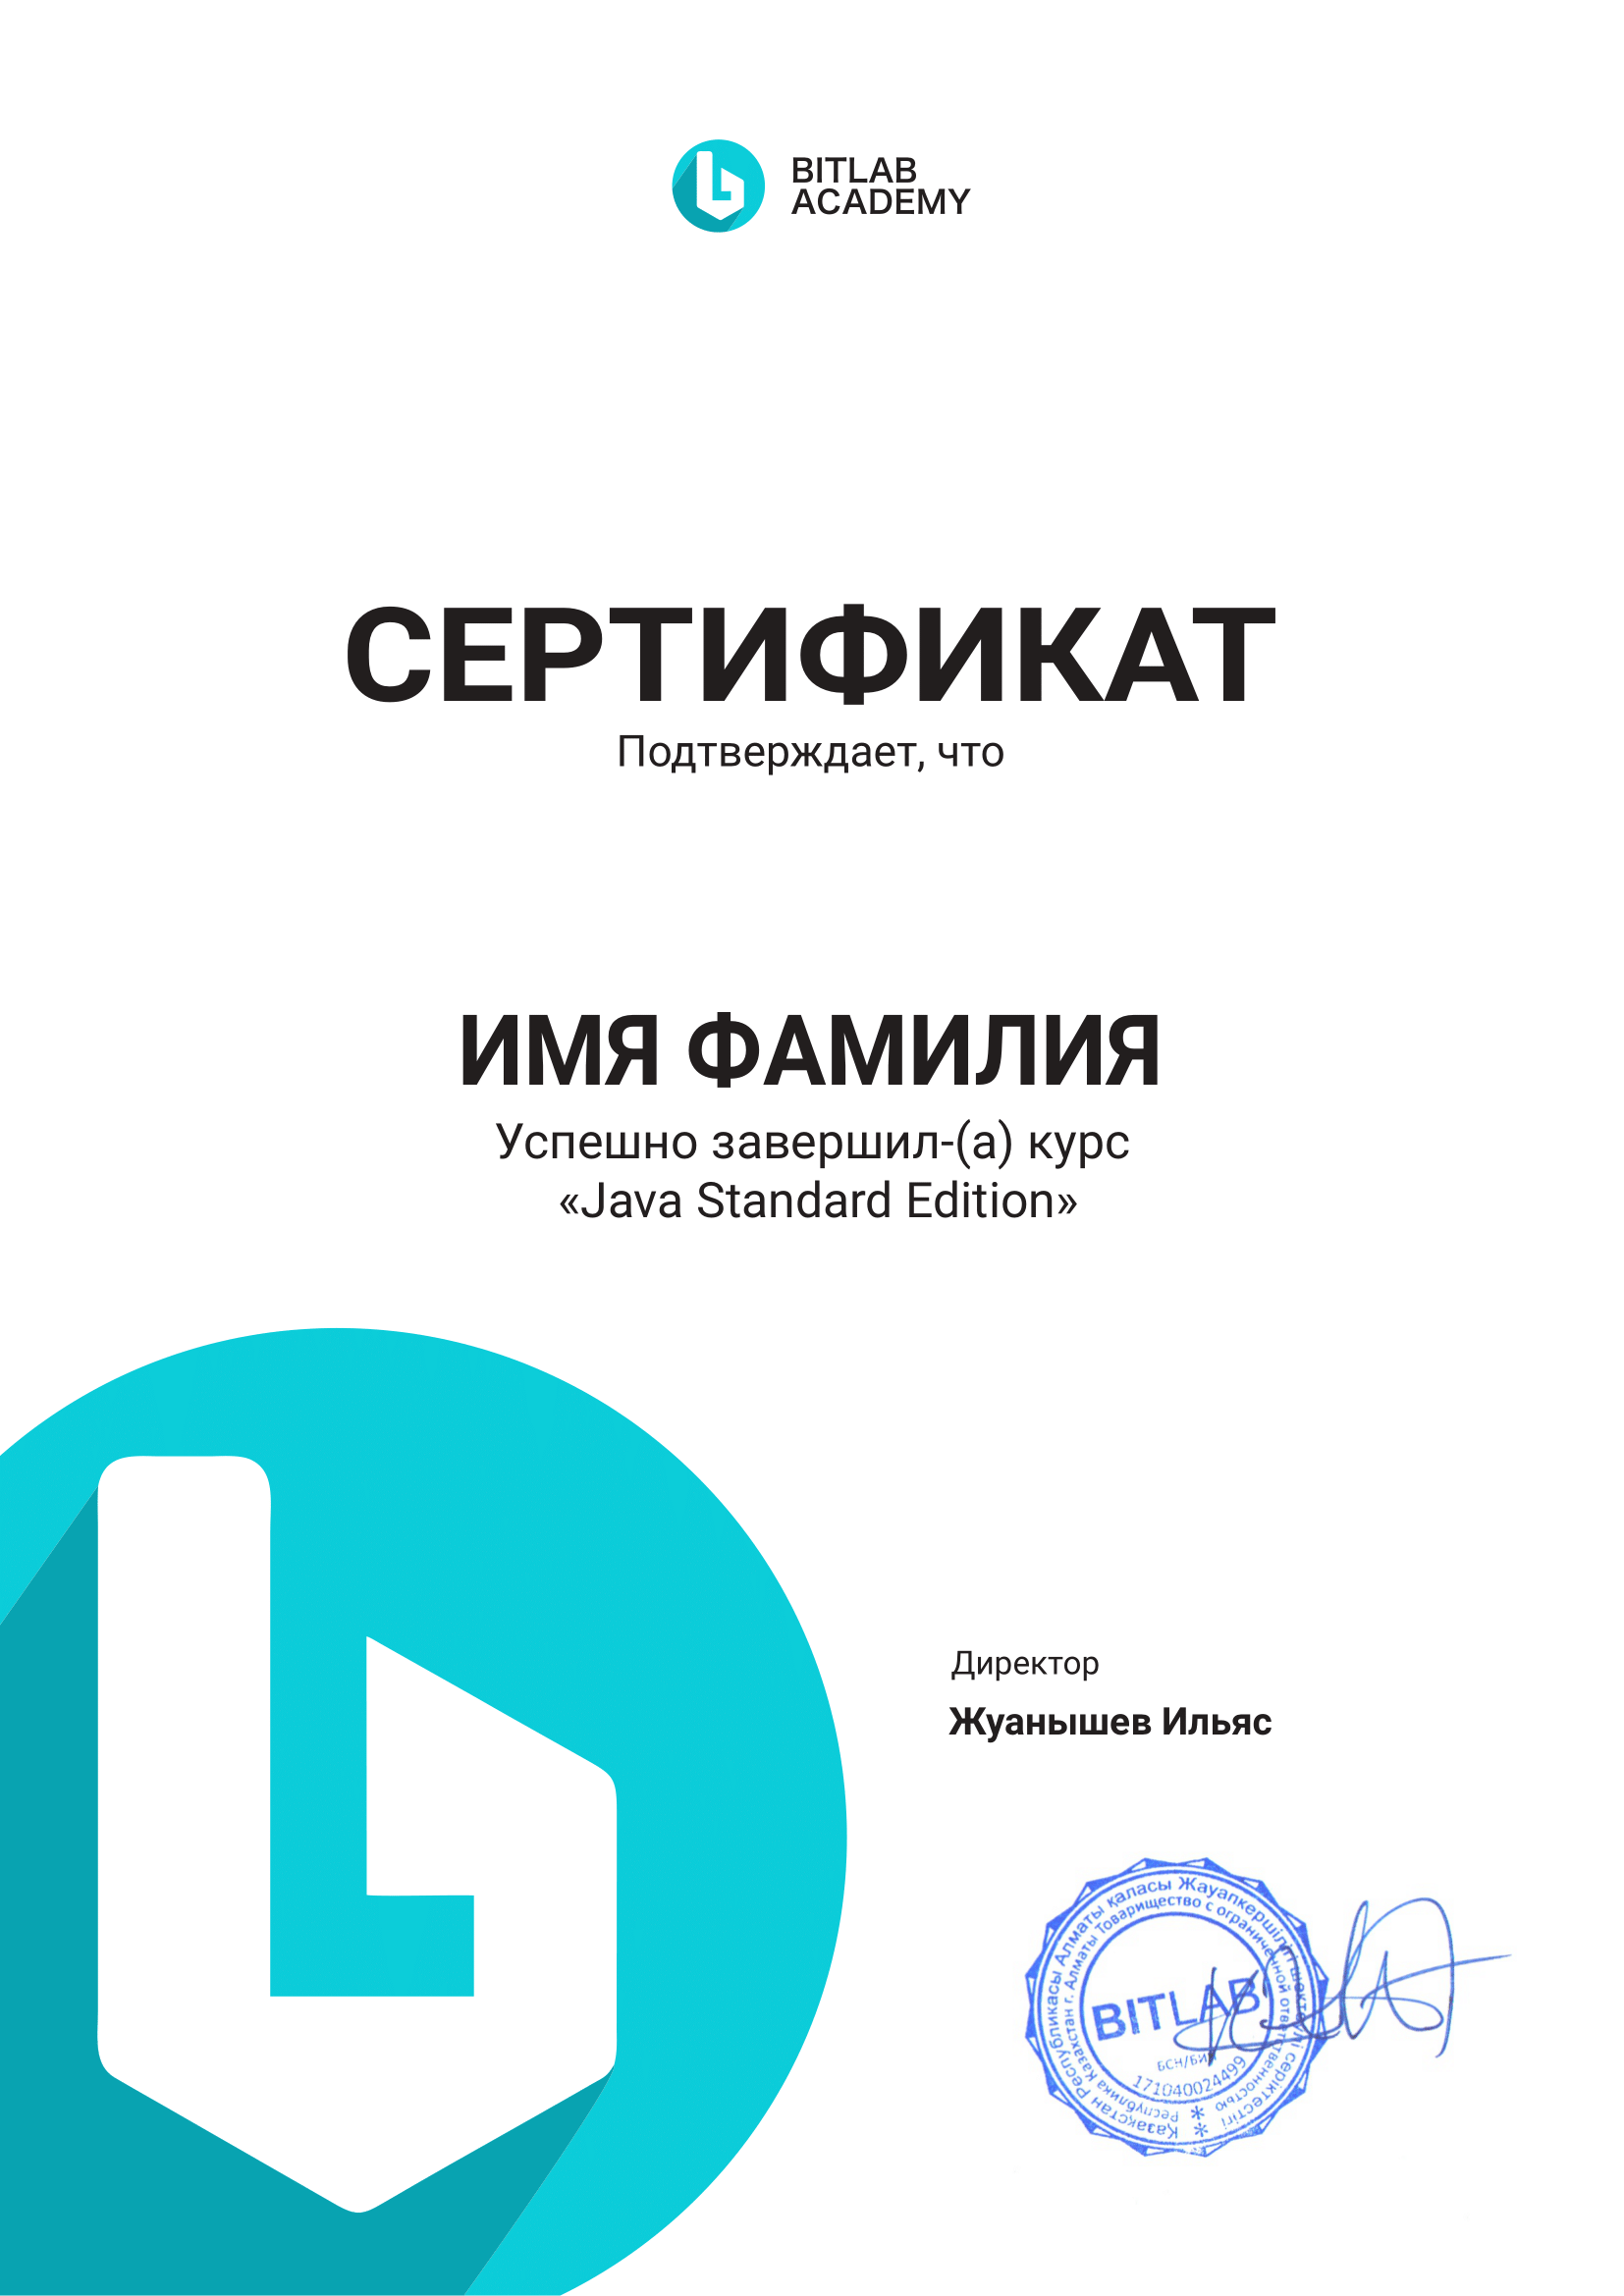 BITLAB
ACADEMY
СЕРТИФИКАТ
Подтверждает, что
ИМЯ ФАМИЛИЯ
Успешно завершил-(а) курс
«Java Standard Edition»
Директор
Жуанышев Ильяс
Қазақстан Республикасы Алматы қаласы Жауапкершілігі шектеулі серіктестігі
Республика Казахстан г. Алматы Товарищество с ограниченной ответственностью
BITLAB
БСН/БИН
171040024499